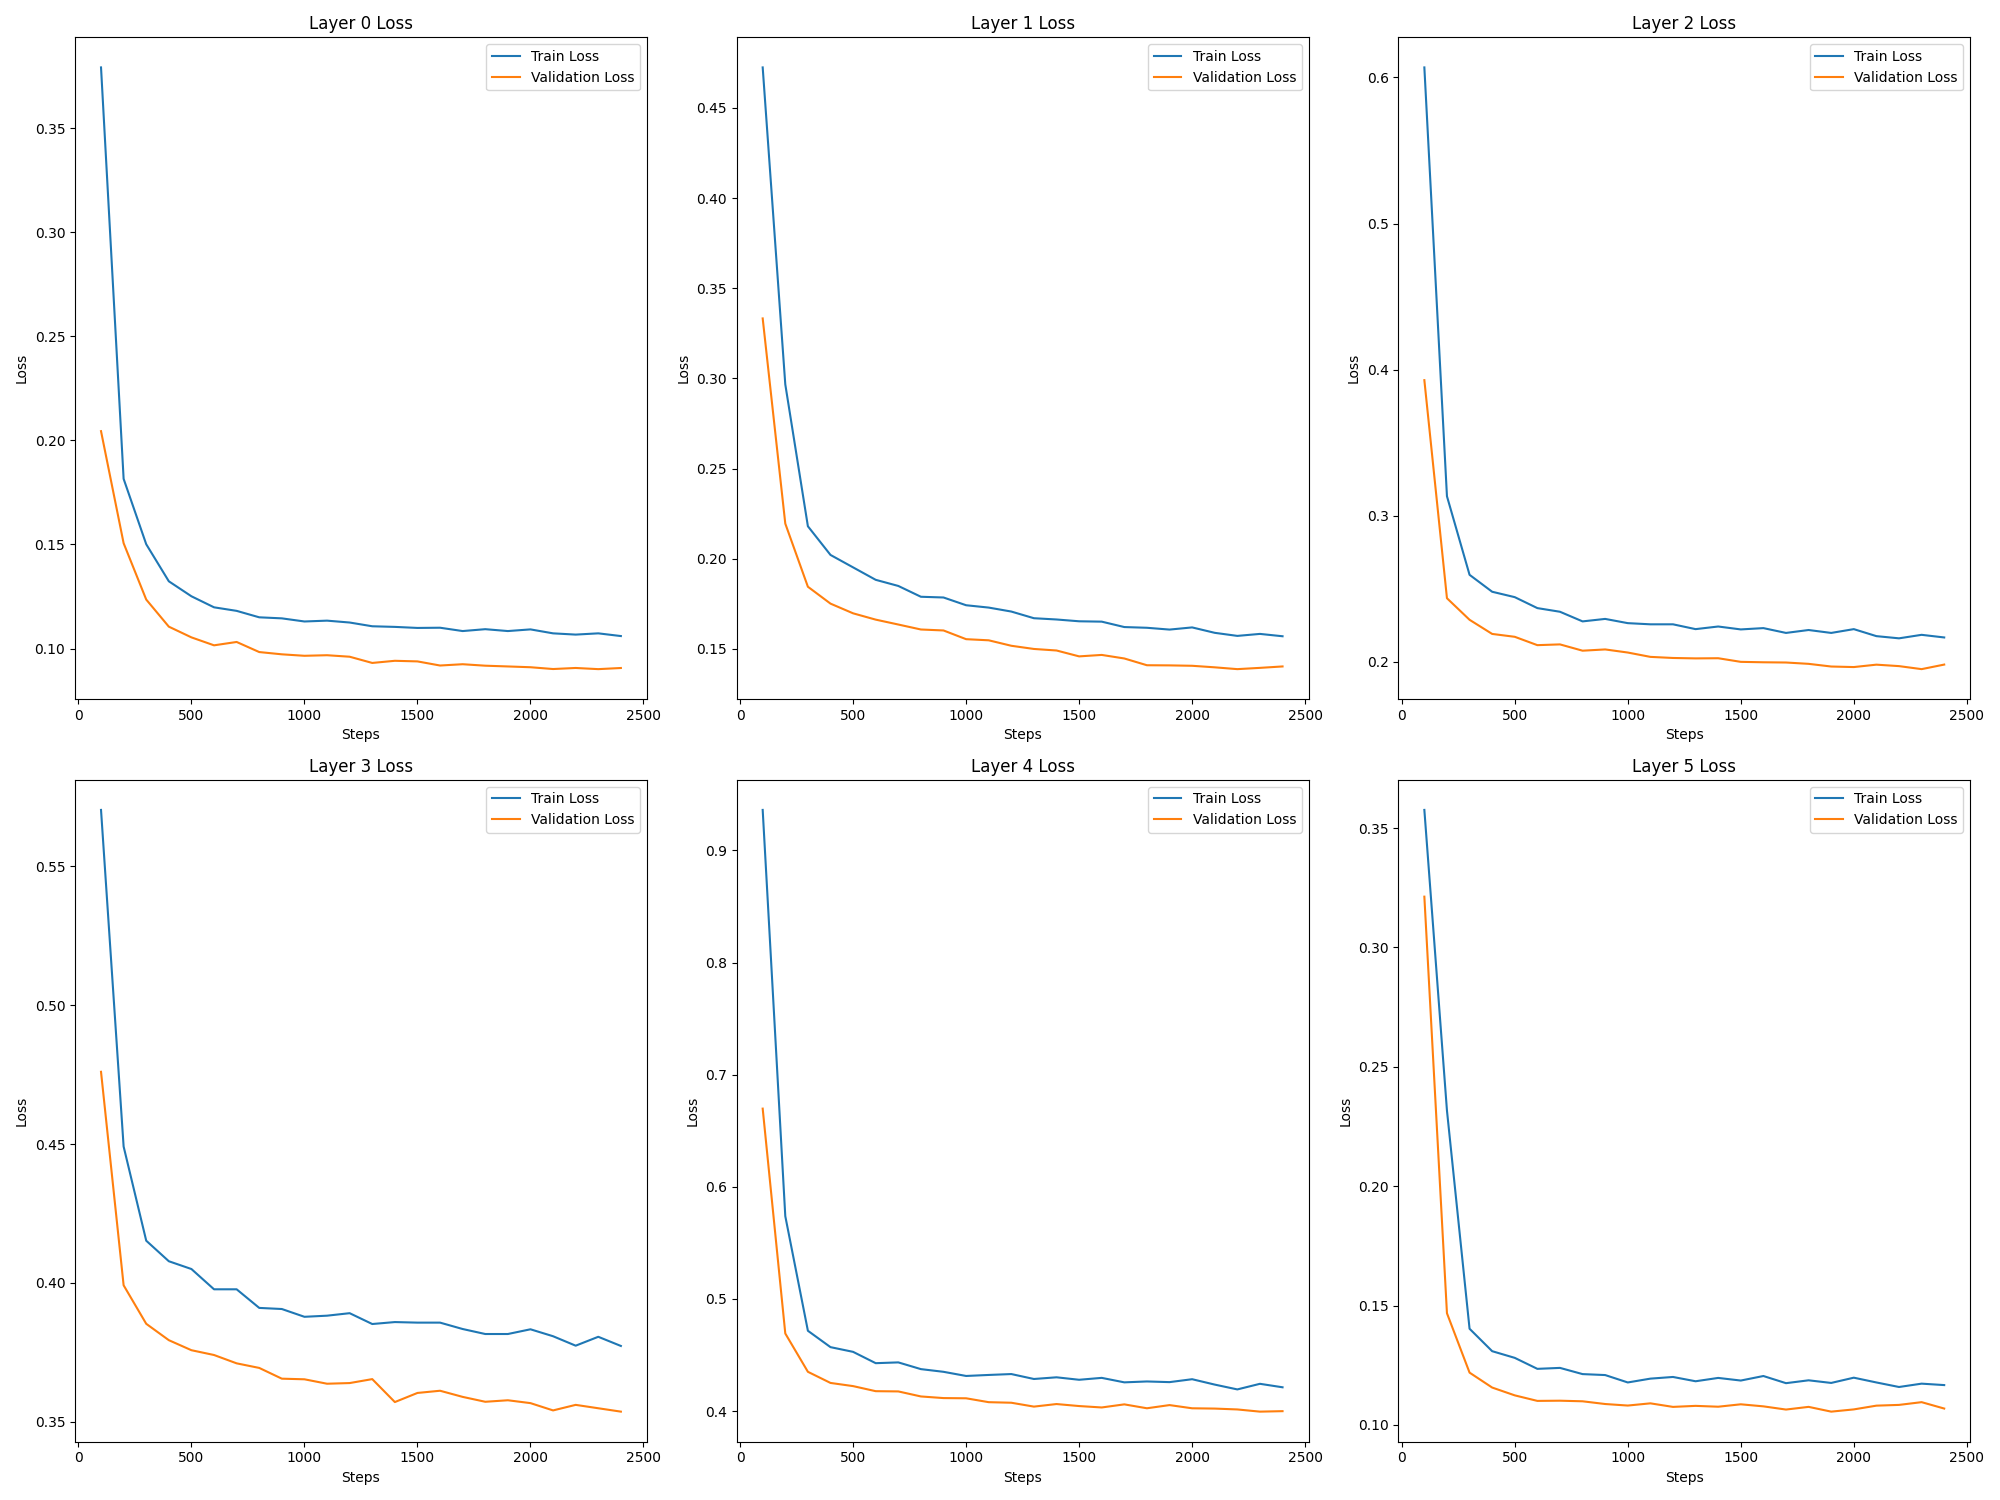 Layer 0 Loss
Train Loss
Validation Loss
Loss
0.35
0.30
0.25
0.20
0.15
0.10
0 500 1000 1500 2000 2500
Steps
Layer 1 Loss
Train Loss
Validation Loss
Loss
0.45
0.40
0.35
0.30
0.25
0.20
0.15
0 500 1000 1500 2000 2500
Steps
Layer 2 Loss
Train Loss
Validation Loss
Loss
0.6
0.5
0.4
0.3
0.2
0 500 1000 1500 2000 2500
Steps
Layer 3 Loss
Train Loss
Validation Loss
Loss
0.55
0.50
0.45
0.40
0.35
0 500 1000 1500 2000 2500
Steps
Layer 4 Loss
Train Loss
Validation Loss
Loss
0.9
0.8
0.7
0.6
0.5
0.4
0 500 1000 1500 2000 2500
Steps
Layer 5 Loss
Train Loss
Validation Loss
Loss
0.35
0.30
0.25
0.20
0.15
0.10
0 500 1000 1500 2000 2500
Steps